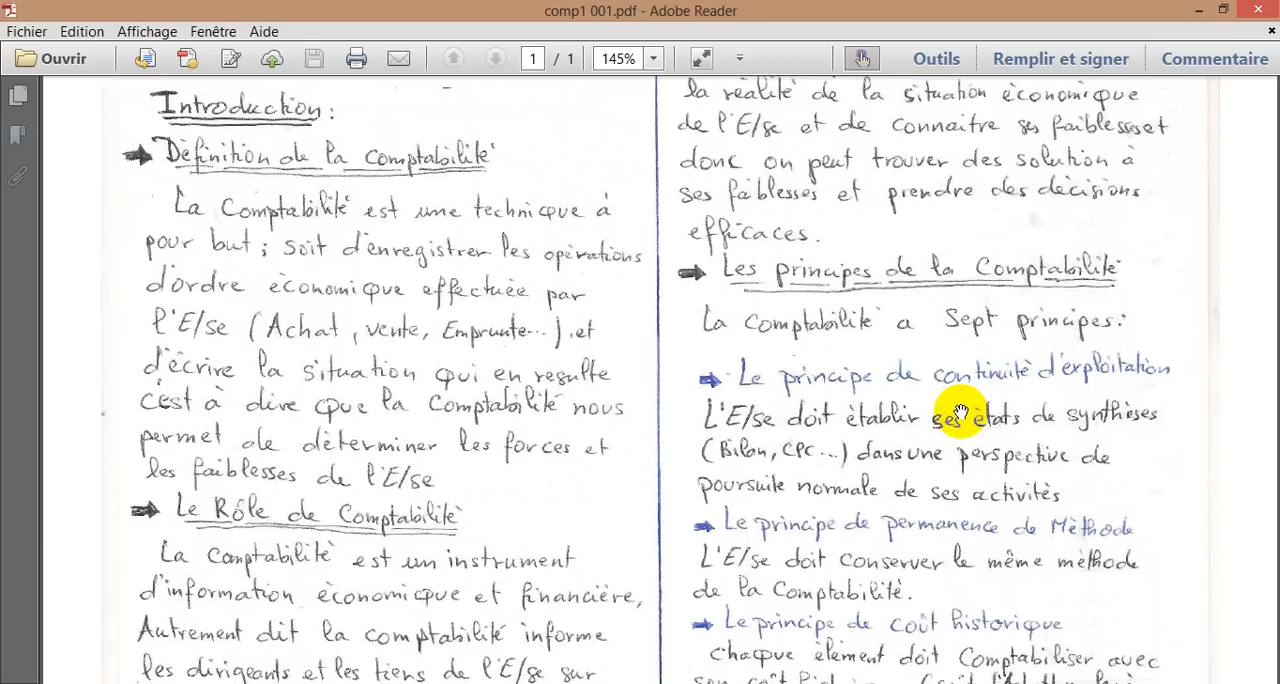 comp1 001.pdf - Adobe Reader
Fichier Edition Affichage Fenêtre Aide
Ouvrir 1 / 1 145% Outils Remplir et signer Commentaire
Introduction :
Définition de la comptabilité
La Comptabilité est une technique à
pour but ; soit d'enregistrer les opérations
d'ordre économique effectuée par
l'E/se (Achat, vente, Emprunte...), et
d'écrire la situation qui en resulte
c'est à dire que la Comptabilité nous
permet de déterminer les forces et
les faiblesses de l'E/se
Le Rôle de Comptabilité
La comptabilité est un instrument
d'information économique et financière,
Autrement dit la comptabilité informe
les dirigeants et les tiens de l'E/se sur
la réalité de la situation économique
de l'E/se et de connaitre ses faiblesses et
donc on peut trouver des solution à
ses faiblesses et prendre des décisions
efficaces.
Les principes de la Comptabilité
La comptabilité a Sept principes :
Le principe de continuité d'exploitation
L'E/se doit établir ses états de synthèses
(Bilan, CPC...) dans une perspective de
poursuite normale de ses activités
Le principe de permanence de Méthode
L'E/se doit conserver le même méthode
de la Comptabilité.
Le principe de coût historique
chaque élement doit Comptabiliser avec
son coût